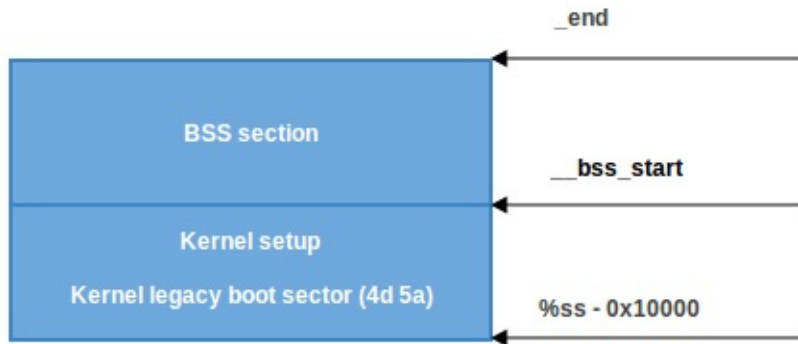 _end
BSS section
__bss_start
Kernel setup
Kernel legacy boot sector (4d 5a)
%ss - 0x10000